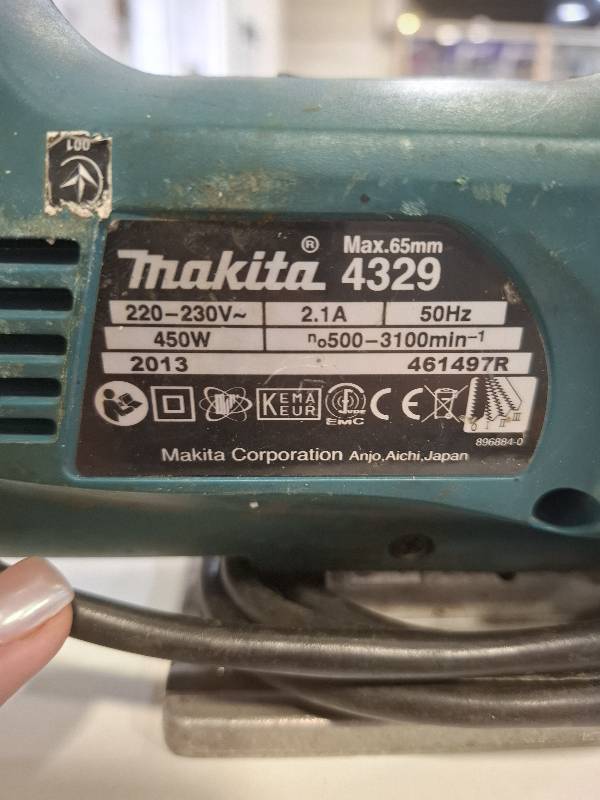 001
Makita® Max.65mm 4329
220–230V~ 2.1A 50Hz
450W n₀500–3100min⁻¹
2013 461497R
KEMA
KEUR
EMC
CE
896884-0
Makita Corporation Anjo,Aichi,Japan